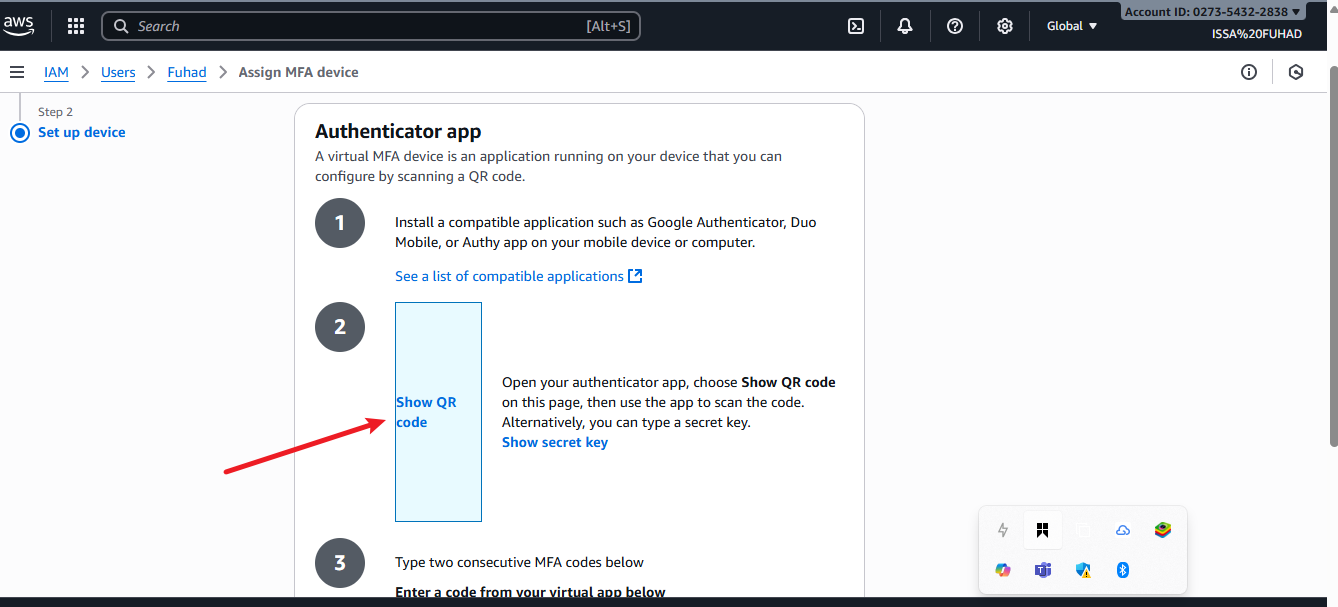 aws
Search
[Alt+S]
Global
Account ID: 0273-5432-2838
ISSA%20FUHAD
IAM
Users
Fuhad
Assign MFA device
Step 2
Set up device
Authenticator app
A virtual MFA device is an application running on your device that you can
configure by scanning a QR code.
1
Install a compatible application such as Google Authenticator, Duo
Mobile, or Authy app on your mobile device or computer.
See a list of compatible applications
2
Show QR
code
Open your authenticator app, choose Show QR code
on this page, then use the app to scan the code.
Alternatively, you can type a secret key.
Show secret key
3
Type two consecutive MFA codes below
Enter a code from your virtual app below